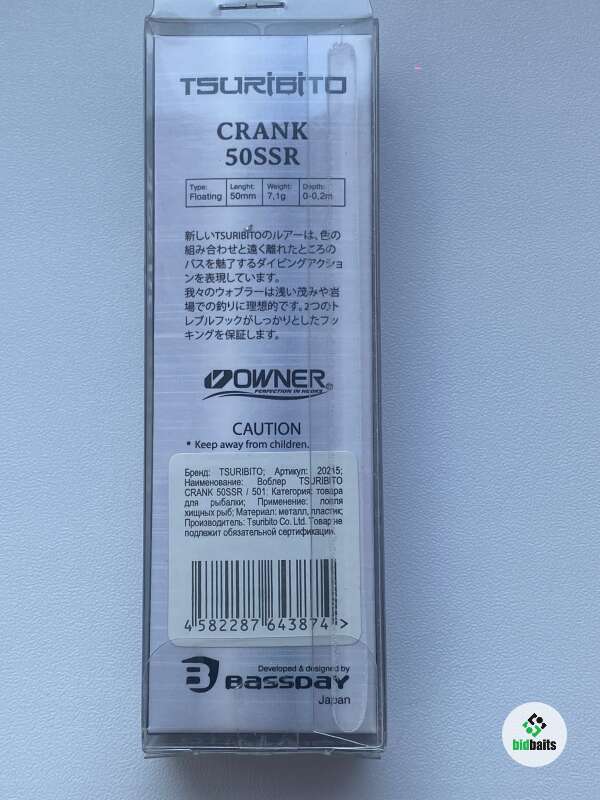 TSURIBITO
CRANK
50SSR
Type: Lenght: Weight: Depth:
Floating 50mm 7,1g 0-0,2m
新しいTSURIBITOのルアーは、色の
組み合わせと遠く離れたところの
バスを魅了するダイビングアクショ
ンを表現しています。
我々のウォブラーは浅い茂みや岩
場での釣りに理想的です。2つのト
レブルフックがしっかりとしたフッ
キングを保証します。
OWNER
PERFECTION IN HOOKS
CAUTION
• Keep away from children.
Бренд: TSURIBITO; Артикул: 20215;
Наименование: Воблер TSURIBITO
CRANK 50SSR / 501; Категория: товара
для рыбалки; Применение: ловля
хищных рыб; Материал: металл, пластик;
Производитель: Tsuribito Co. Ltd. Товар не
подлежит обязательной сертификации.
4 582287 643874 >
Developed & designed by
BASSDAY
Japan
bidbaits